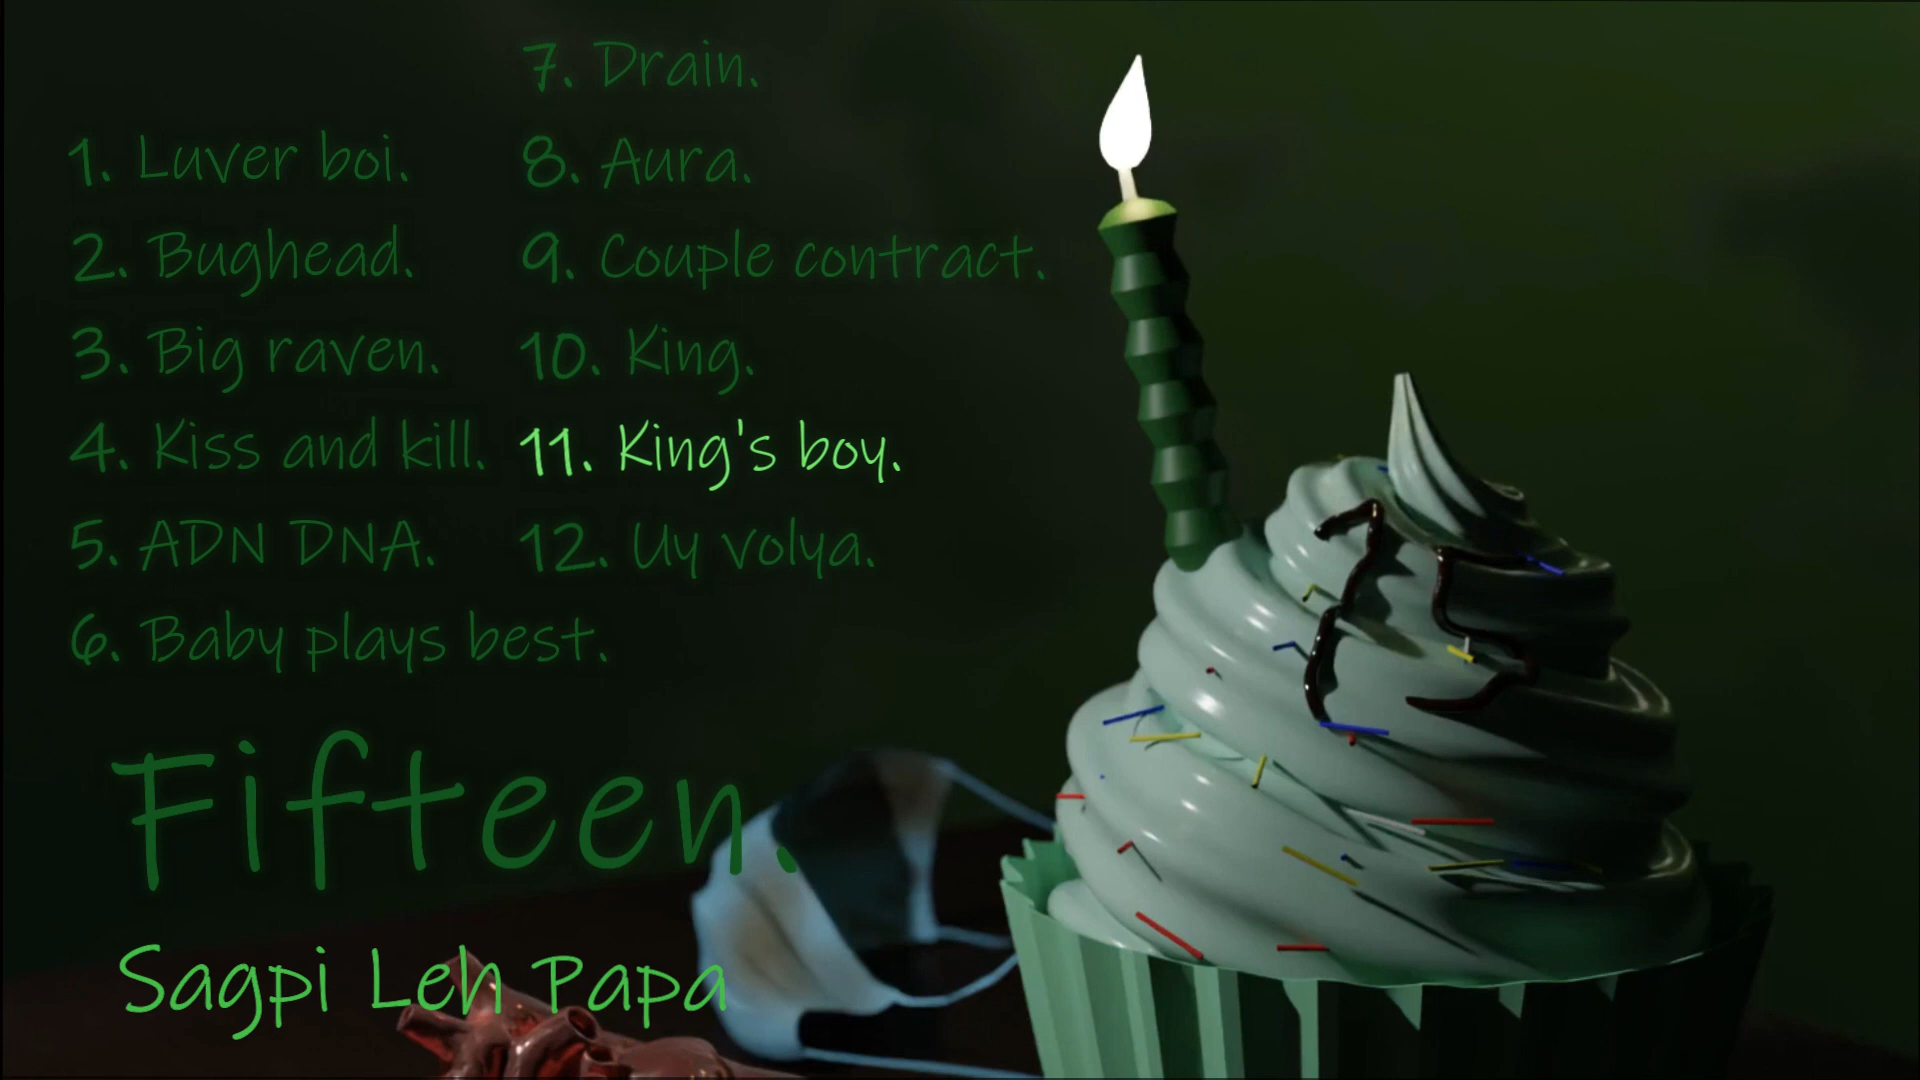 1. Luver boi.
2. Bughead.
3. Big raven.
4. Kiss and kill.
5. ADN DNA.
6. Baby plays best.
7. Drain.
8. Aura.
9. Couple contract.
10. King.
11. King's boy.
12. Uy volya.
Fifteen.
Sagpi Leh Papa
15